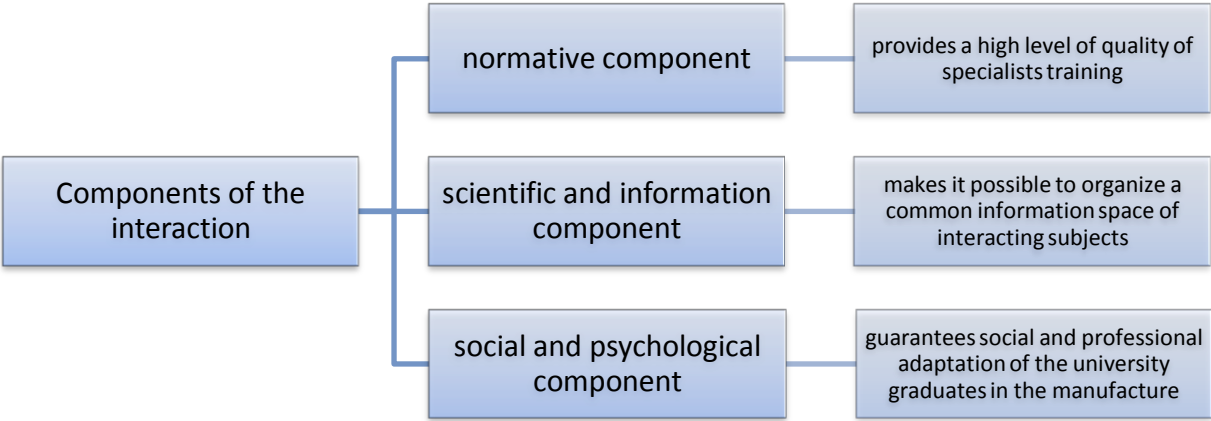 Components of the
interaction
normative component
provides a high level of quality of
specialists training
scientific and information
component
makes it possible to organize a
common information space of
interacting subjects
social and psychological
component
guarantees social and professional
adaptation of the university
graduates in the manufacture